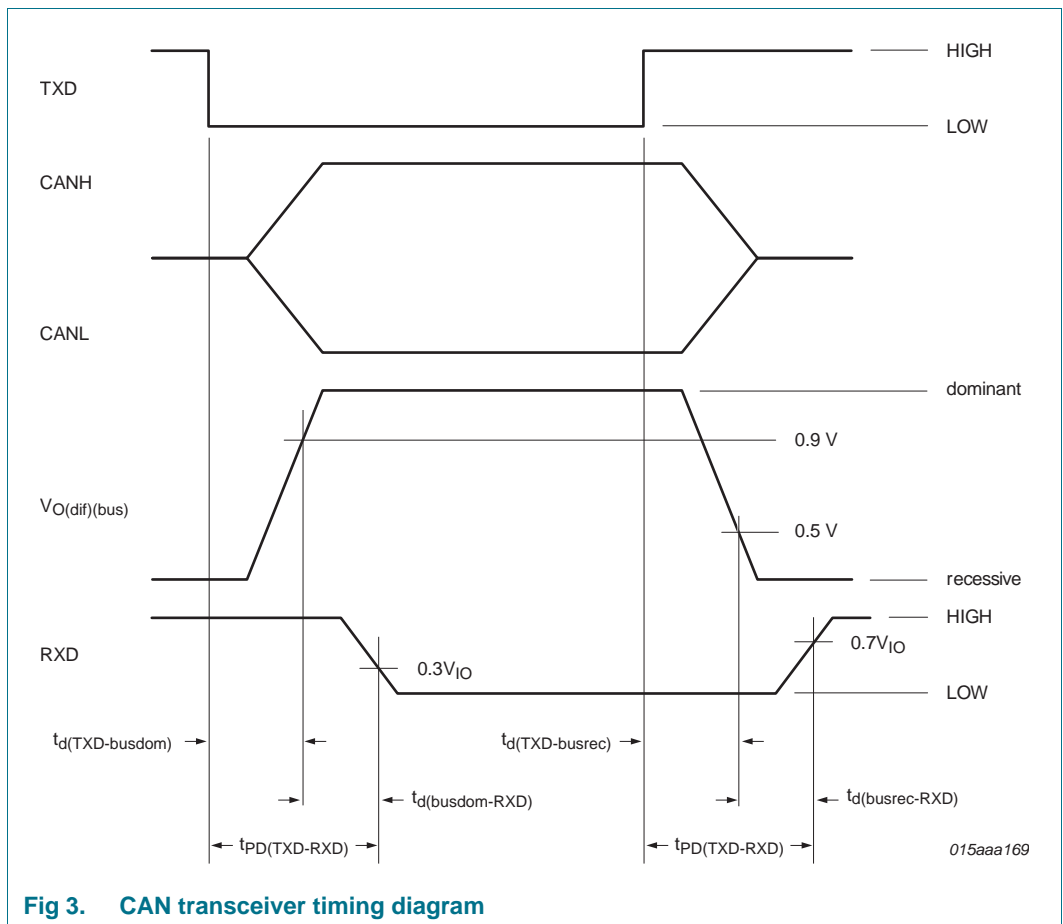 HIGH
TXD
LOW
CANH
CANL
dominant
0.9 V
VO(dif)(bus)
0.5 V
recessive
HIGH
RXD
0.7VIO
0.3VIO
LOW
td(TXD-busdom)
td(TXD-busrec)
td(busdom-RXD)
td(busrec-RXD)
tPD(TXD-RXD)
tPD(TXD-RXD)
015aaa169
Fig 3. CAN transceiver timing diagram